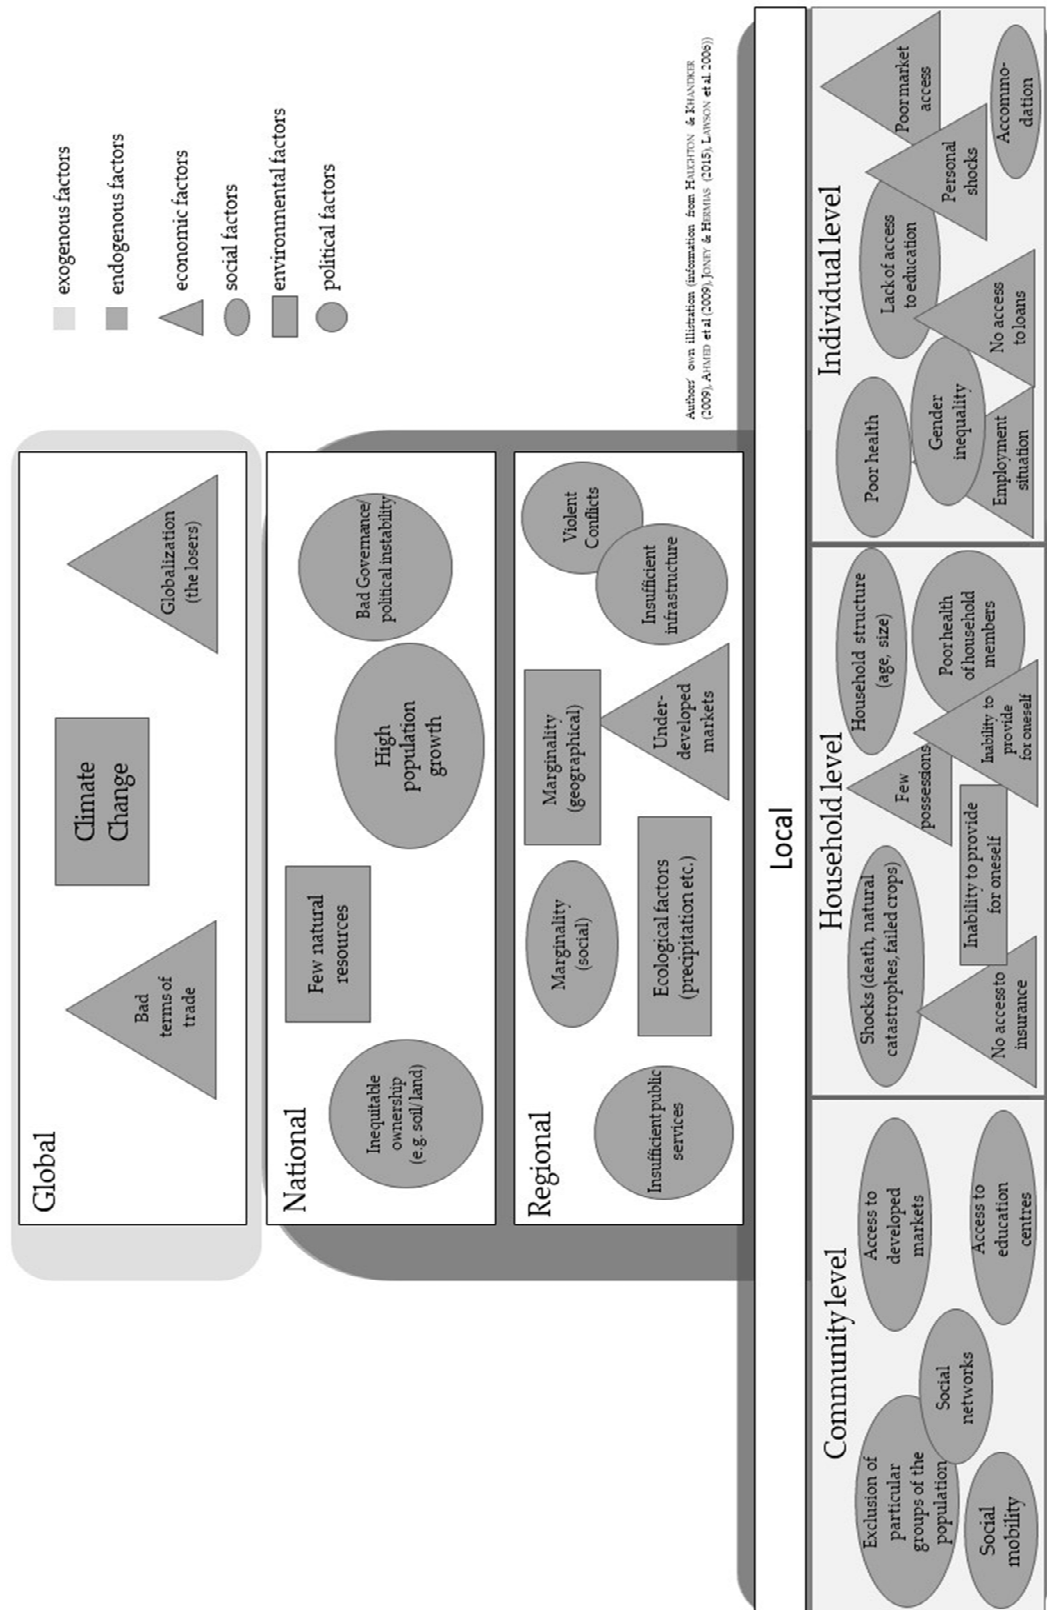 Global
Bad
terms of
trade
Climate
Change
Globalization
(the losers)
exogenous factors
endogenous factors
economic factors
social factors
environmental factors
political factors
National
Inequitable
ownership
(e.g. soil/land)
Few natural
resources
High
population
growth
Bad Governance/
political instability
Regional
Insufficient public
services
Marginality
(social)
Ecological factors
(precipitation etc.)
Marginality
(geographical)
Under-
developed
markets
Violent
Conflicts
Insufficient
infrastructure
Authors' own illistration (information from HAUGHTON & KHANDKER
(2009), AHMED et al (2009), JONEY & HERMIAS (2015), LAWSON et al. 2006))
Local
Community level
Exclusion of
particular
groups of the
population
Social
mobility
Social
networks
Access to
developed
markets
Access to
education
centres
Household level
Shocks (death, natural
catastrophes, failed crops)
No access to
insurance
Inability to provide
for oneself
Few
possessions
Household structure
(age, size)
Poor health
of household
members
Inability to
provide
for oneself
Individual level
Poor health
Employment
situation
Gender
inequality
No access
to loans
Lack of access
to education
Personal
shocks
Poor market
access
Accommo-
dation